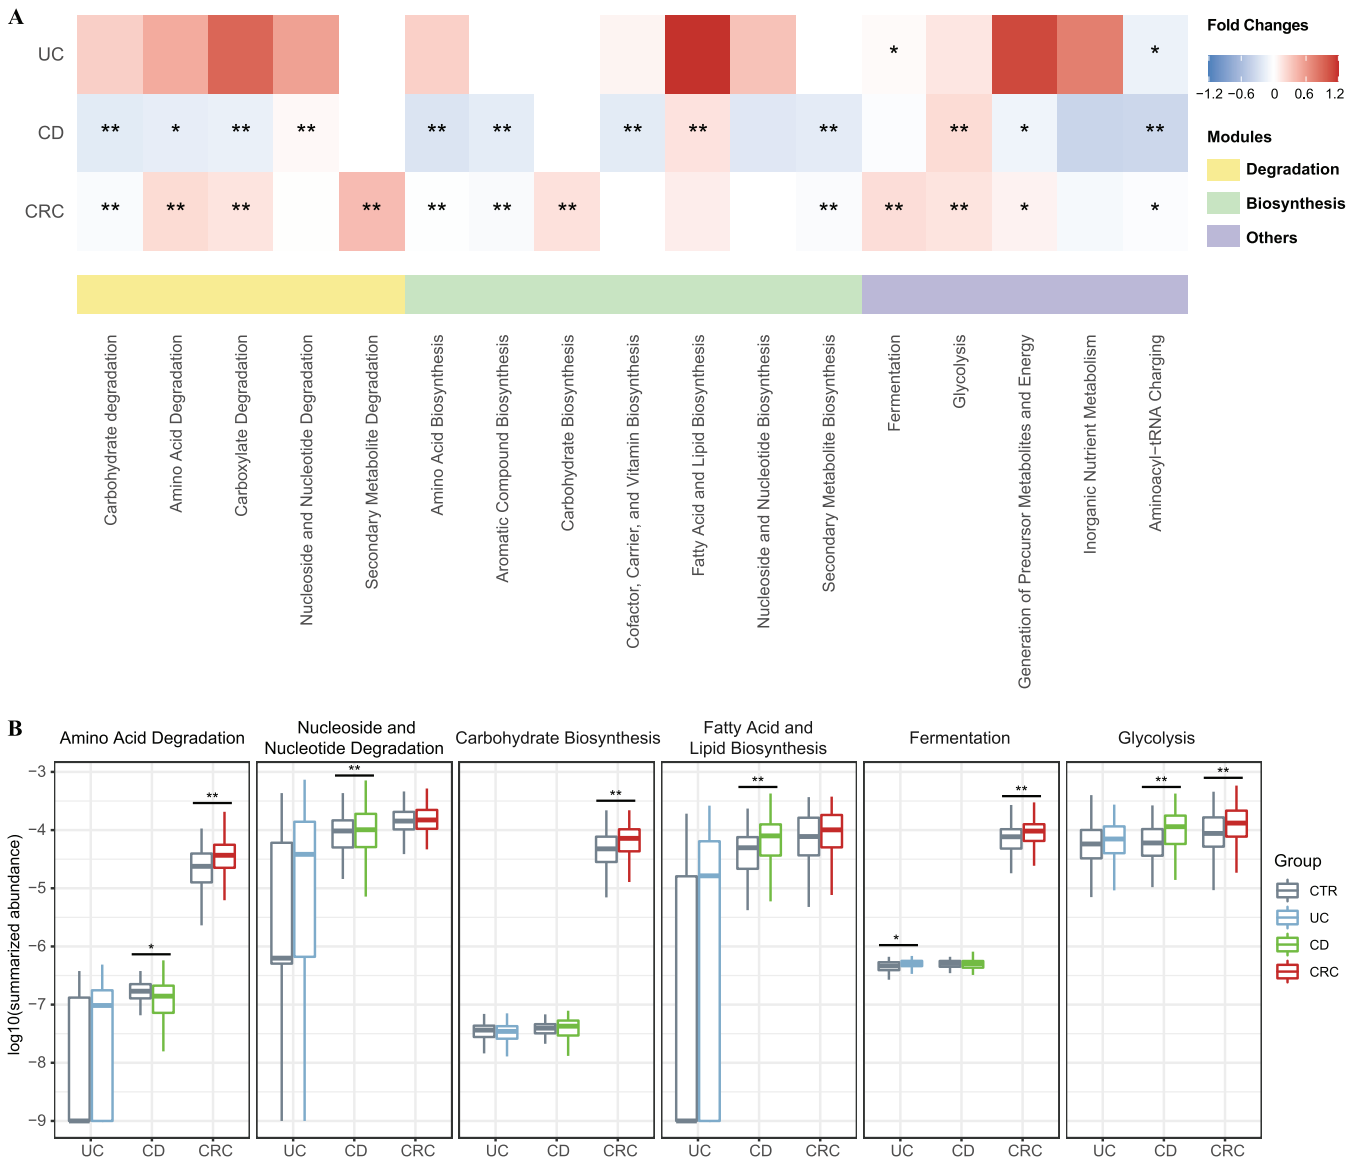 A
UC
CD
CRC
*
*
**
*
**
**
**
**
**
**
**
**
*
**
**
**
**
**
**
**
**
**
**
**
*
*
Fold Changes
−1.2 −0.6 0 0.6 1.2
Modules
Degradation
Biosynthesis
Others
Carbohydrate degradation
Amino Acid Degradation
Carboxylate Degradation
Nucleoside and Nucleotide Degradation
Secondary Metabolite Degradation
Amino Acid Biosynthesis
Aromatic Compound Biosynthesis
Carbohydrate Biosynthesis
Cofactor, Carrier, and Vitamin Biosynthesis
Fatty Acid and Lipid Biosynthesis
Nucleoside and Nucleotide Biosynthesis
Secondary Metabolite Biosynthesis
Fermentation
Glycolysis
Generation of Precursor Metabolites and Energy
Inorganic Nutrient Metabolism
Aminoacyl−tRNA Charging
B
Amino Acid Degradation
Nucleoside and
Nucleotide Degradation
Carbohydrate Biosynthesis
Fatty Acid and
Lipid Biosynthesis
Fermentation
Glycolysis
log10(summarized abundance)
−3
−4
−5
−6
−7
−8
−9
*
**
**
**
**
*
**
**
**
UC CD CRC
UC CD CRC
UC CD CRC
UC CD CRC
UC CD CRC
UC CD CRC
Group
CTR
UC
CD
CRC